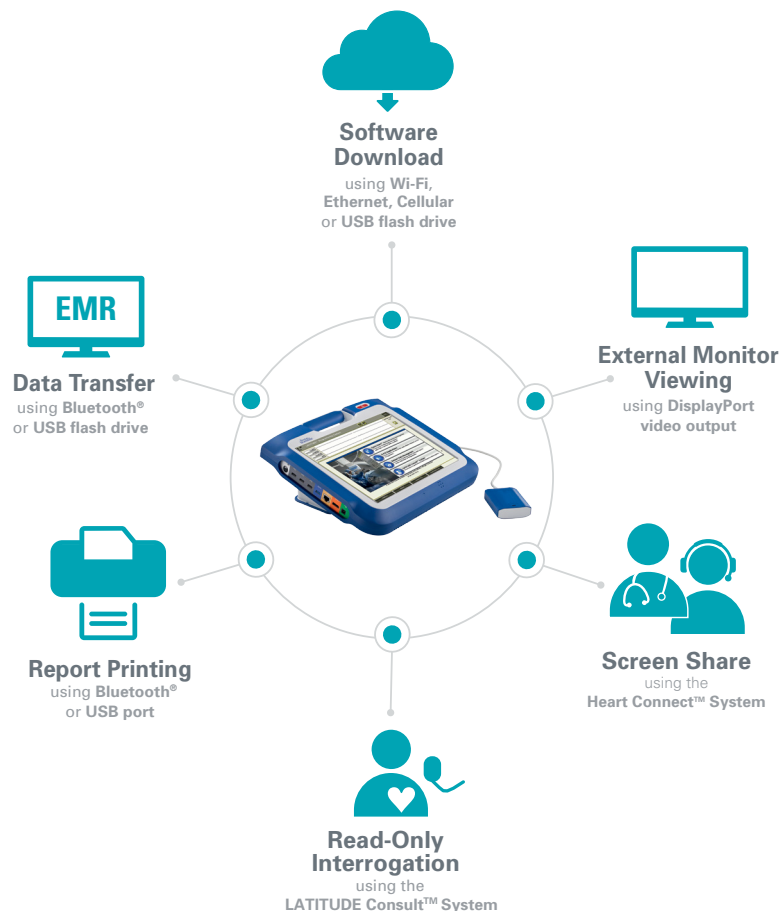 Software
Download
using Wi-Fi,
Ethernet, Cellular
or USB flash drive
EMR
Data Transfer
using Bluetooth®
or USB flash drive
External Monitor
Viewing
using DisplayPort
video output
Report Printing
using Bluetooth®
or USB port
Screen Share
using the
Heart Connect™ System
Read-Only
Interrogation
using the
LATITUDE Consult™ System